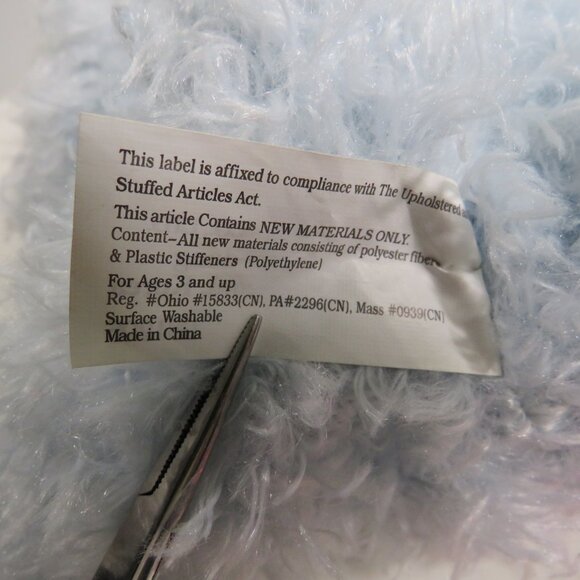 This label is affixed to compliance with The Upholstered
Stuffed Articles Act.
This article Contains NEW MATERIALS ONLY.
Content-All new materials consisting of polyester fiber
& Plastic Stiffeners (Polyethylene)
For Ages 3 and up
Reg. #Ohio #15833(CN), PA#2296(CN), Mass #0939(CN)
Surface Washable
Made in China